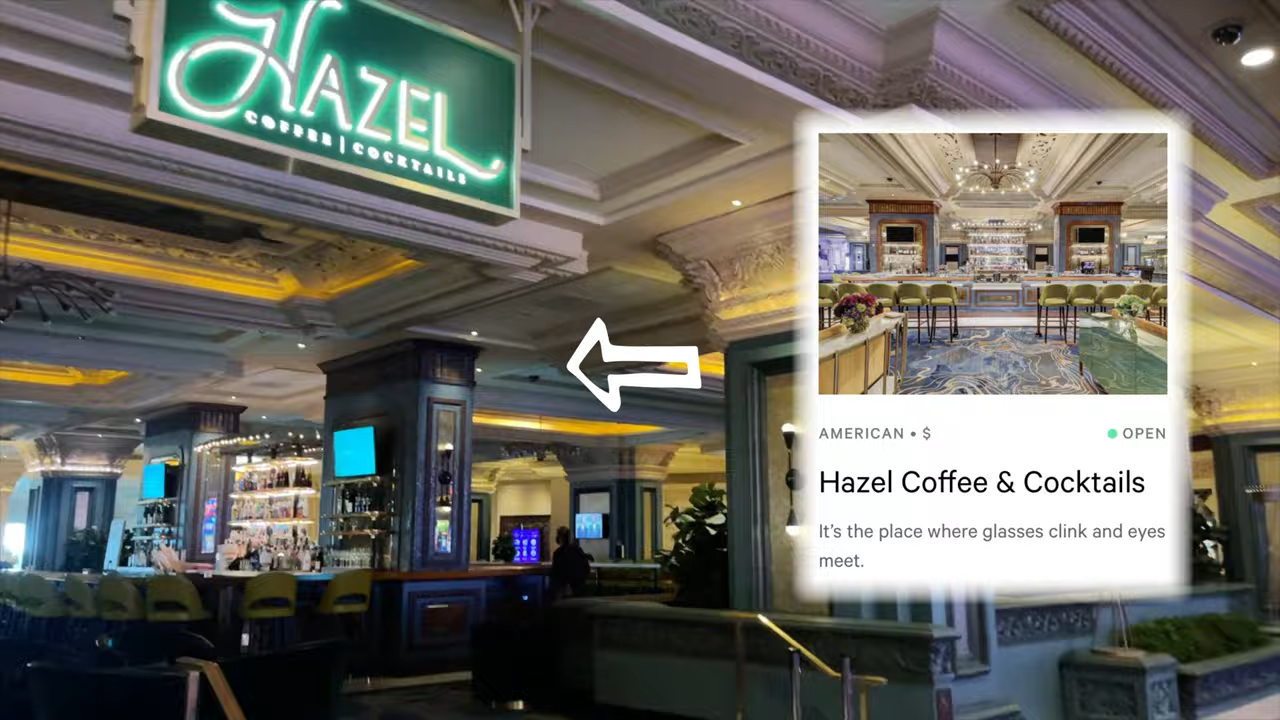 HAZEL
COFFEE | COCKTAILS
AMERICAN • $
OPEN
Hazel Coffee & Cocktails
It’s the place where glasses clink and eyes
meet.